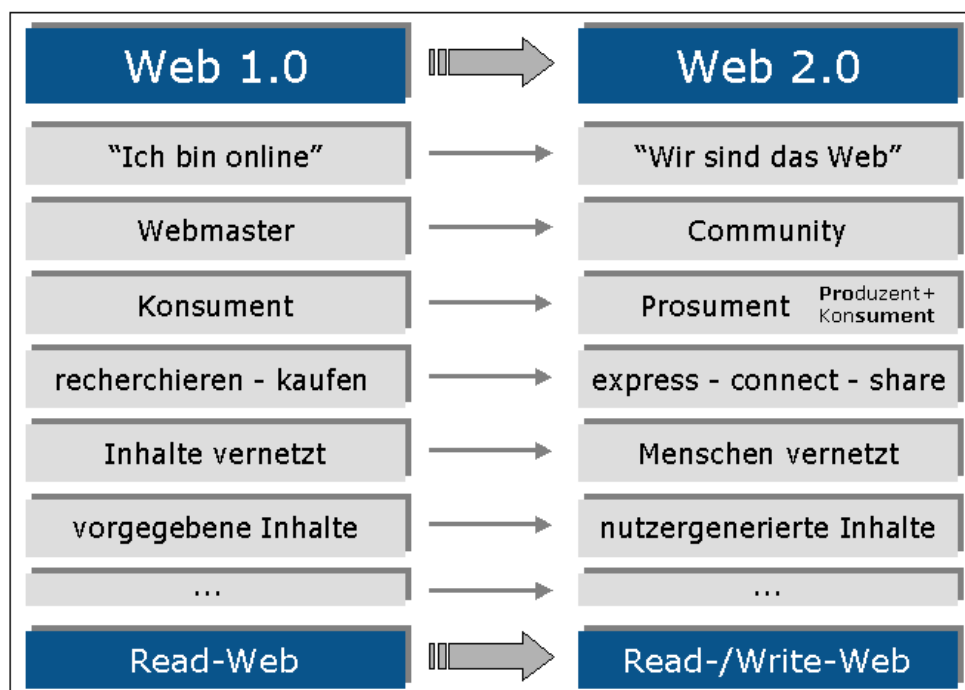 Web 1.0
Web 2.0
“Ich bin online”
“Wir sind das Web”
Webmaster
Community
Konsument
Prosument
Produzent+
Konsument
recherchieren - kaufen
express - connect - share
Inhalte vernetzt
Menschen vernetzt
vorgegebene Inhalte
nutzergenerierte Inhalte
...
...
Read-Web
Read-/Write-Web